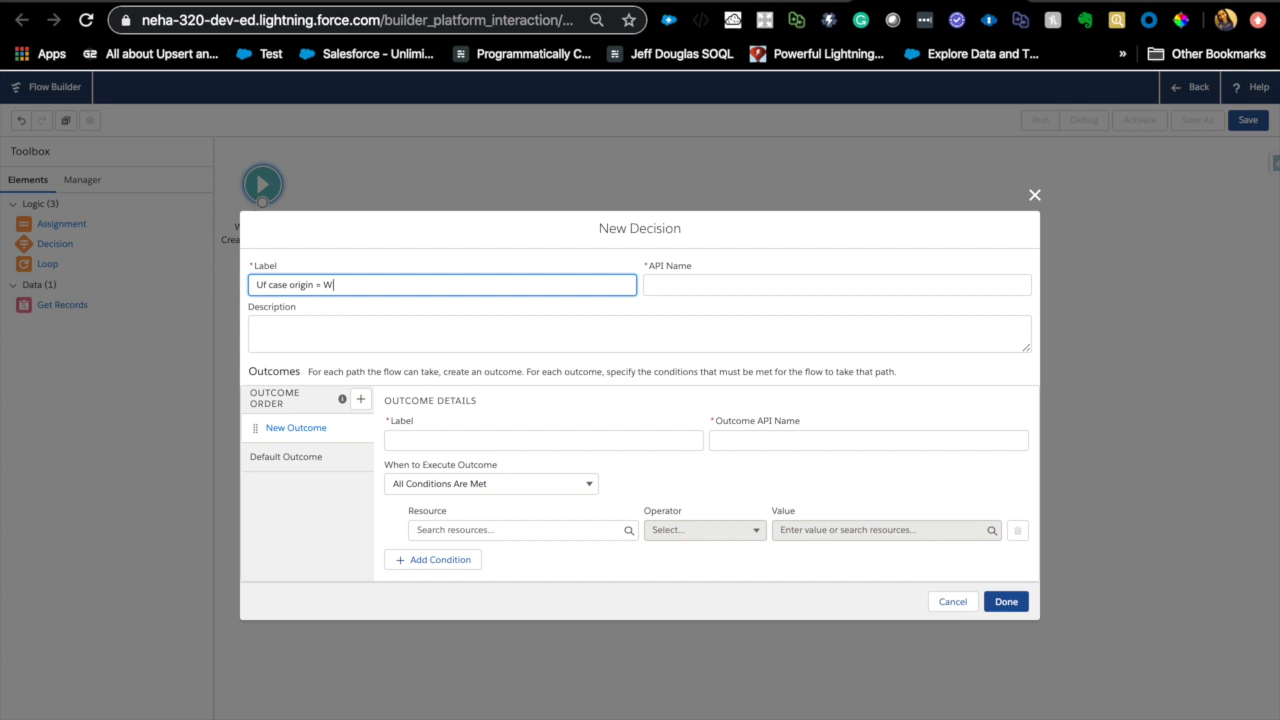 neha-320-dev-ed.lightning.force.com/builder_platform_interaction/...
Apps
All about Upsert an...
Test
Salesforce - Unlimi...
Programmatically C...
Jeff Douglas SOQL
Powerful Lightning...
Explore Data and T...
»
Other Bookmarks
Flow Builder
Back
? Help
Run
Debug
Activate
Save As
Save
Toolbox
Elements
Manager
Logic (3)
Assignment
Decision
Loop
Data (1)
Get Records
W
Crea
New Decision
*Label
*API Name
Uf case origin = W
Description
Outcomes For each path the flow can take, create an outcome. For each outcome, specify the conditions that must be met for the flow to take that path.
OUTCOME
ORDER
OUTCOME DETAILS
New Outcome
Default Outcome
*Label
*Outcome API Name
When to Execute Outcome
All Conditions Are Met
Resource
Operator
Value
Search resources...
Select...
Enter value or search resources...
+ Add Condition
Cancel
Done